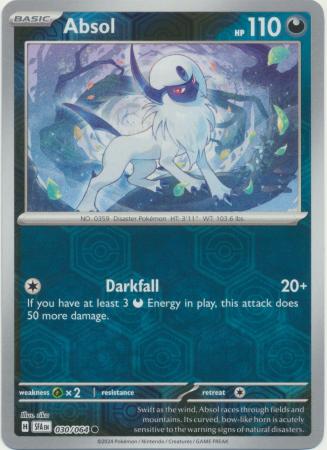 BASIC
Absol
HP 110
NO. 0359 Disaster Pokémon HT: 3'11" WT: 103.6 lbs.
Darkfall 20+
If you have at least 3 Energy in play, this attack does
50 more damage.
weakness ×2 resistance retreat
Illus. cika
H SFA EN 030/064
Swift as the wind, Absol races through fields and
mountains. Its curved, bow-like horn is acutely
sensitive to the warning signs of natural disasters.
©2024 Pokémon / Nintendo / Creatures / GAME FREAK